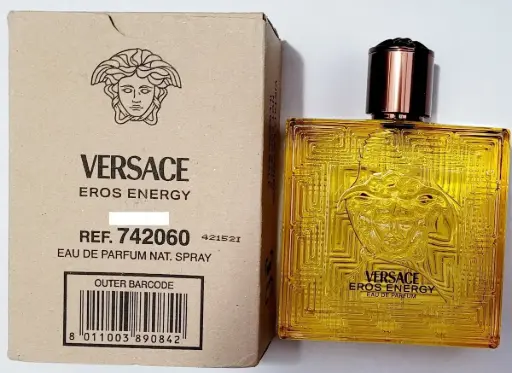 VERSACE
EROS ENERGY
REF. 742060 42152I
EAU DE PARFUM NAT. SPRAY
OUTER BARCODE
8 011003 890842
VERSACE
EROS ENERGY
EAU DE PARFUM